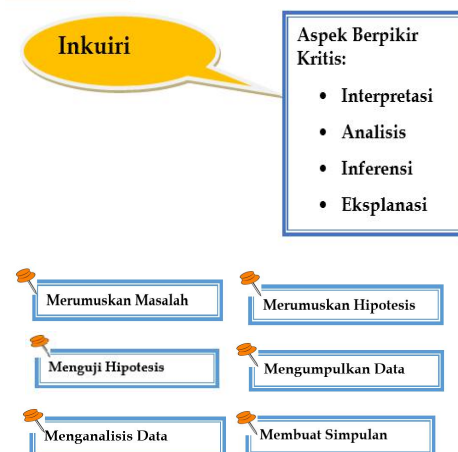 Inkuiri
Aspek Berpikir
Kritis:
• Interpretasi
• Analisis
• Inferensi
• Eksplanasi
Merumuskan Masalah
Merumuskan Hipotesis
Menguji Hipotesis
Mengumpulkan Data
Menganalisis Data
Membuat Simpulan